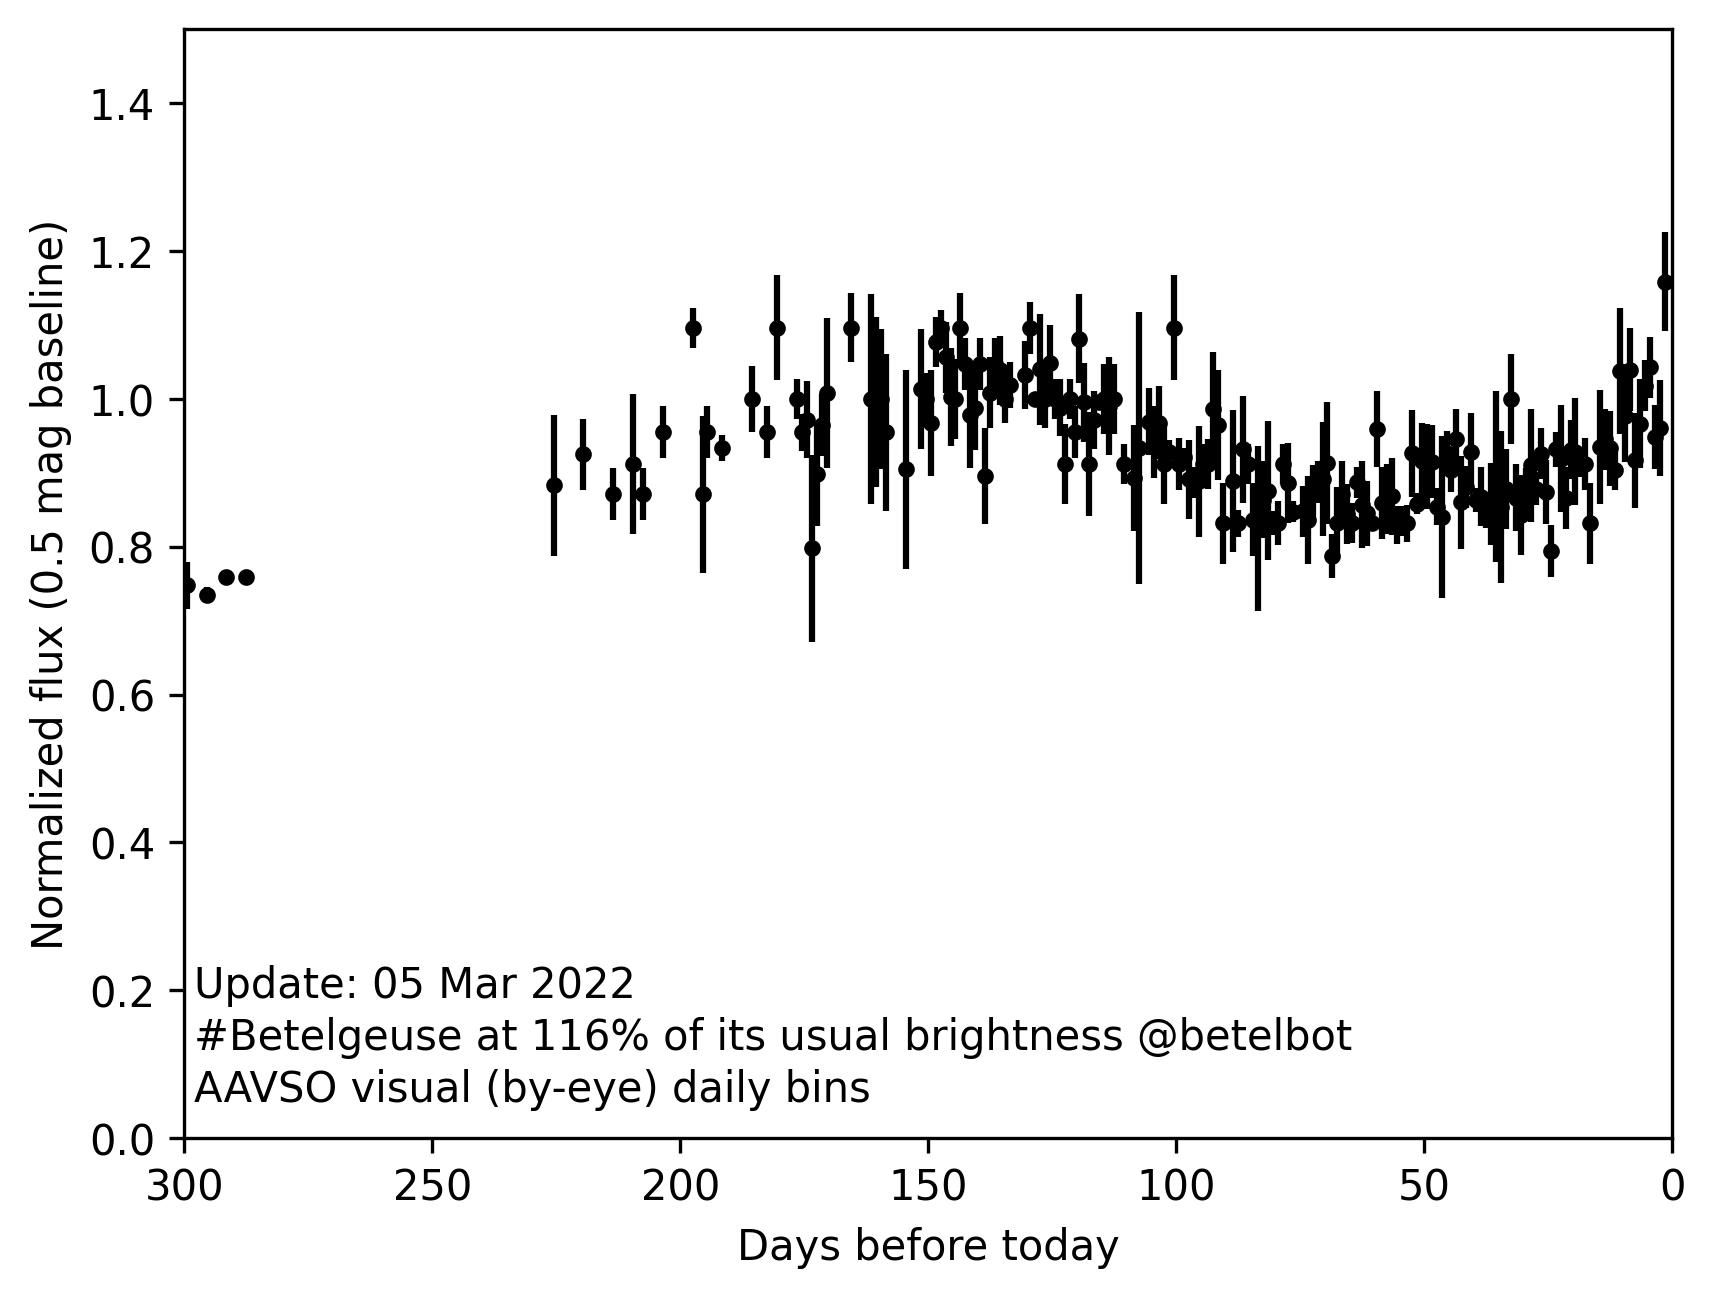 1.4
1.2
1.0
0.8
0.6
0.4
0.2
0.0
Normalized flux (0.5 mag baseline)
Update: 05 Mar 2022
#Betelgeuse at 116% of its usual brightness @betelbot
AAVSO visual (by-eye) daily bins
300 250 200 150 100 50 0
Days before today